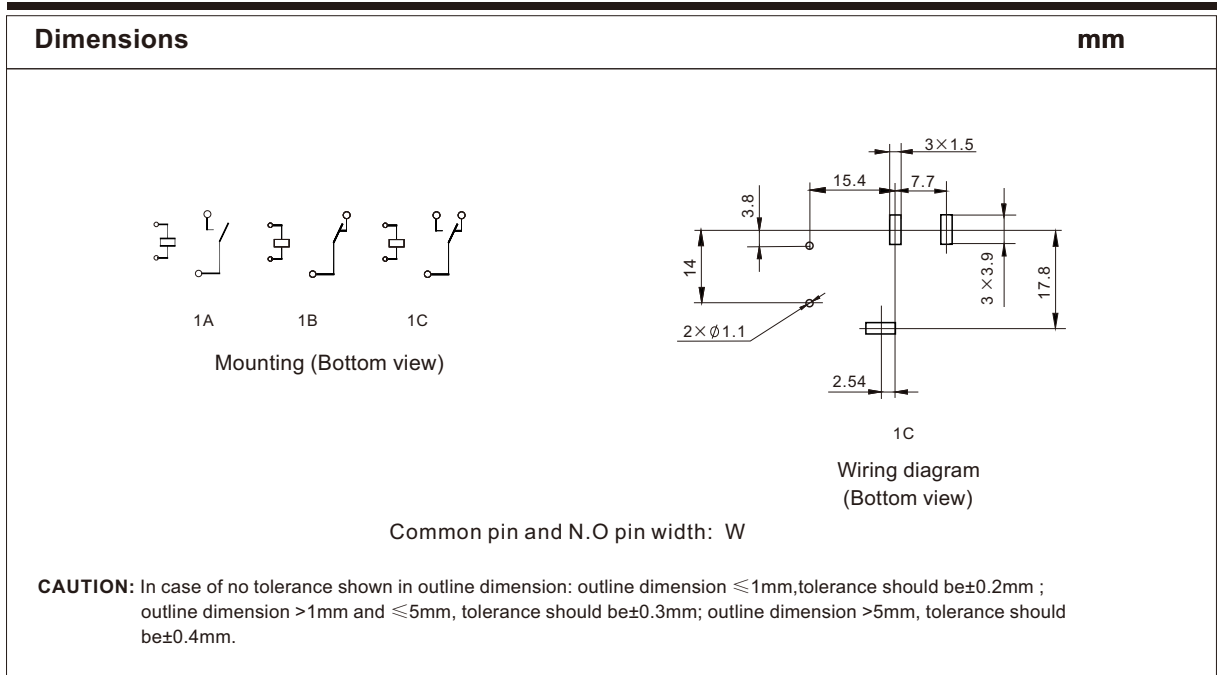 Dimensions mm
1A 1B 1C
Mounting (Bottom view)
3×1.5
15.4 7.7
3.8
14
3×3.9
17.8
2×ϕ1.1
2.54
1C
Wiring diagram
(Bottom view)
Common pin and N.O pin width: W
CAUTION: In case of no tolerance shown in outline dimension: outline dimension ≤1mm,tolerance should be±0.2mm ;
outline dimension >1mm and ≤5mm, tolerance should be±0.3mm; outline dimension >5mm, tolerance should
be±0.4mm.